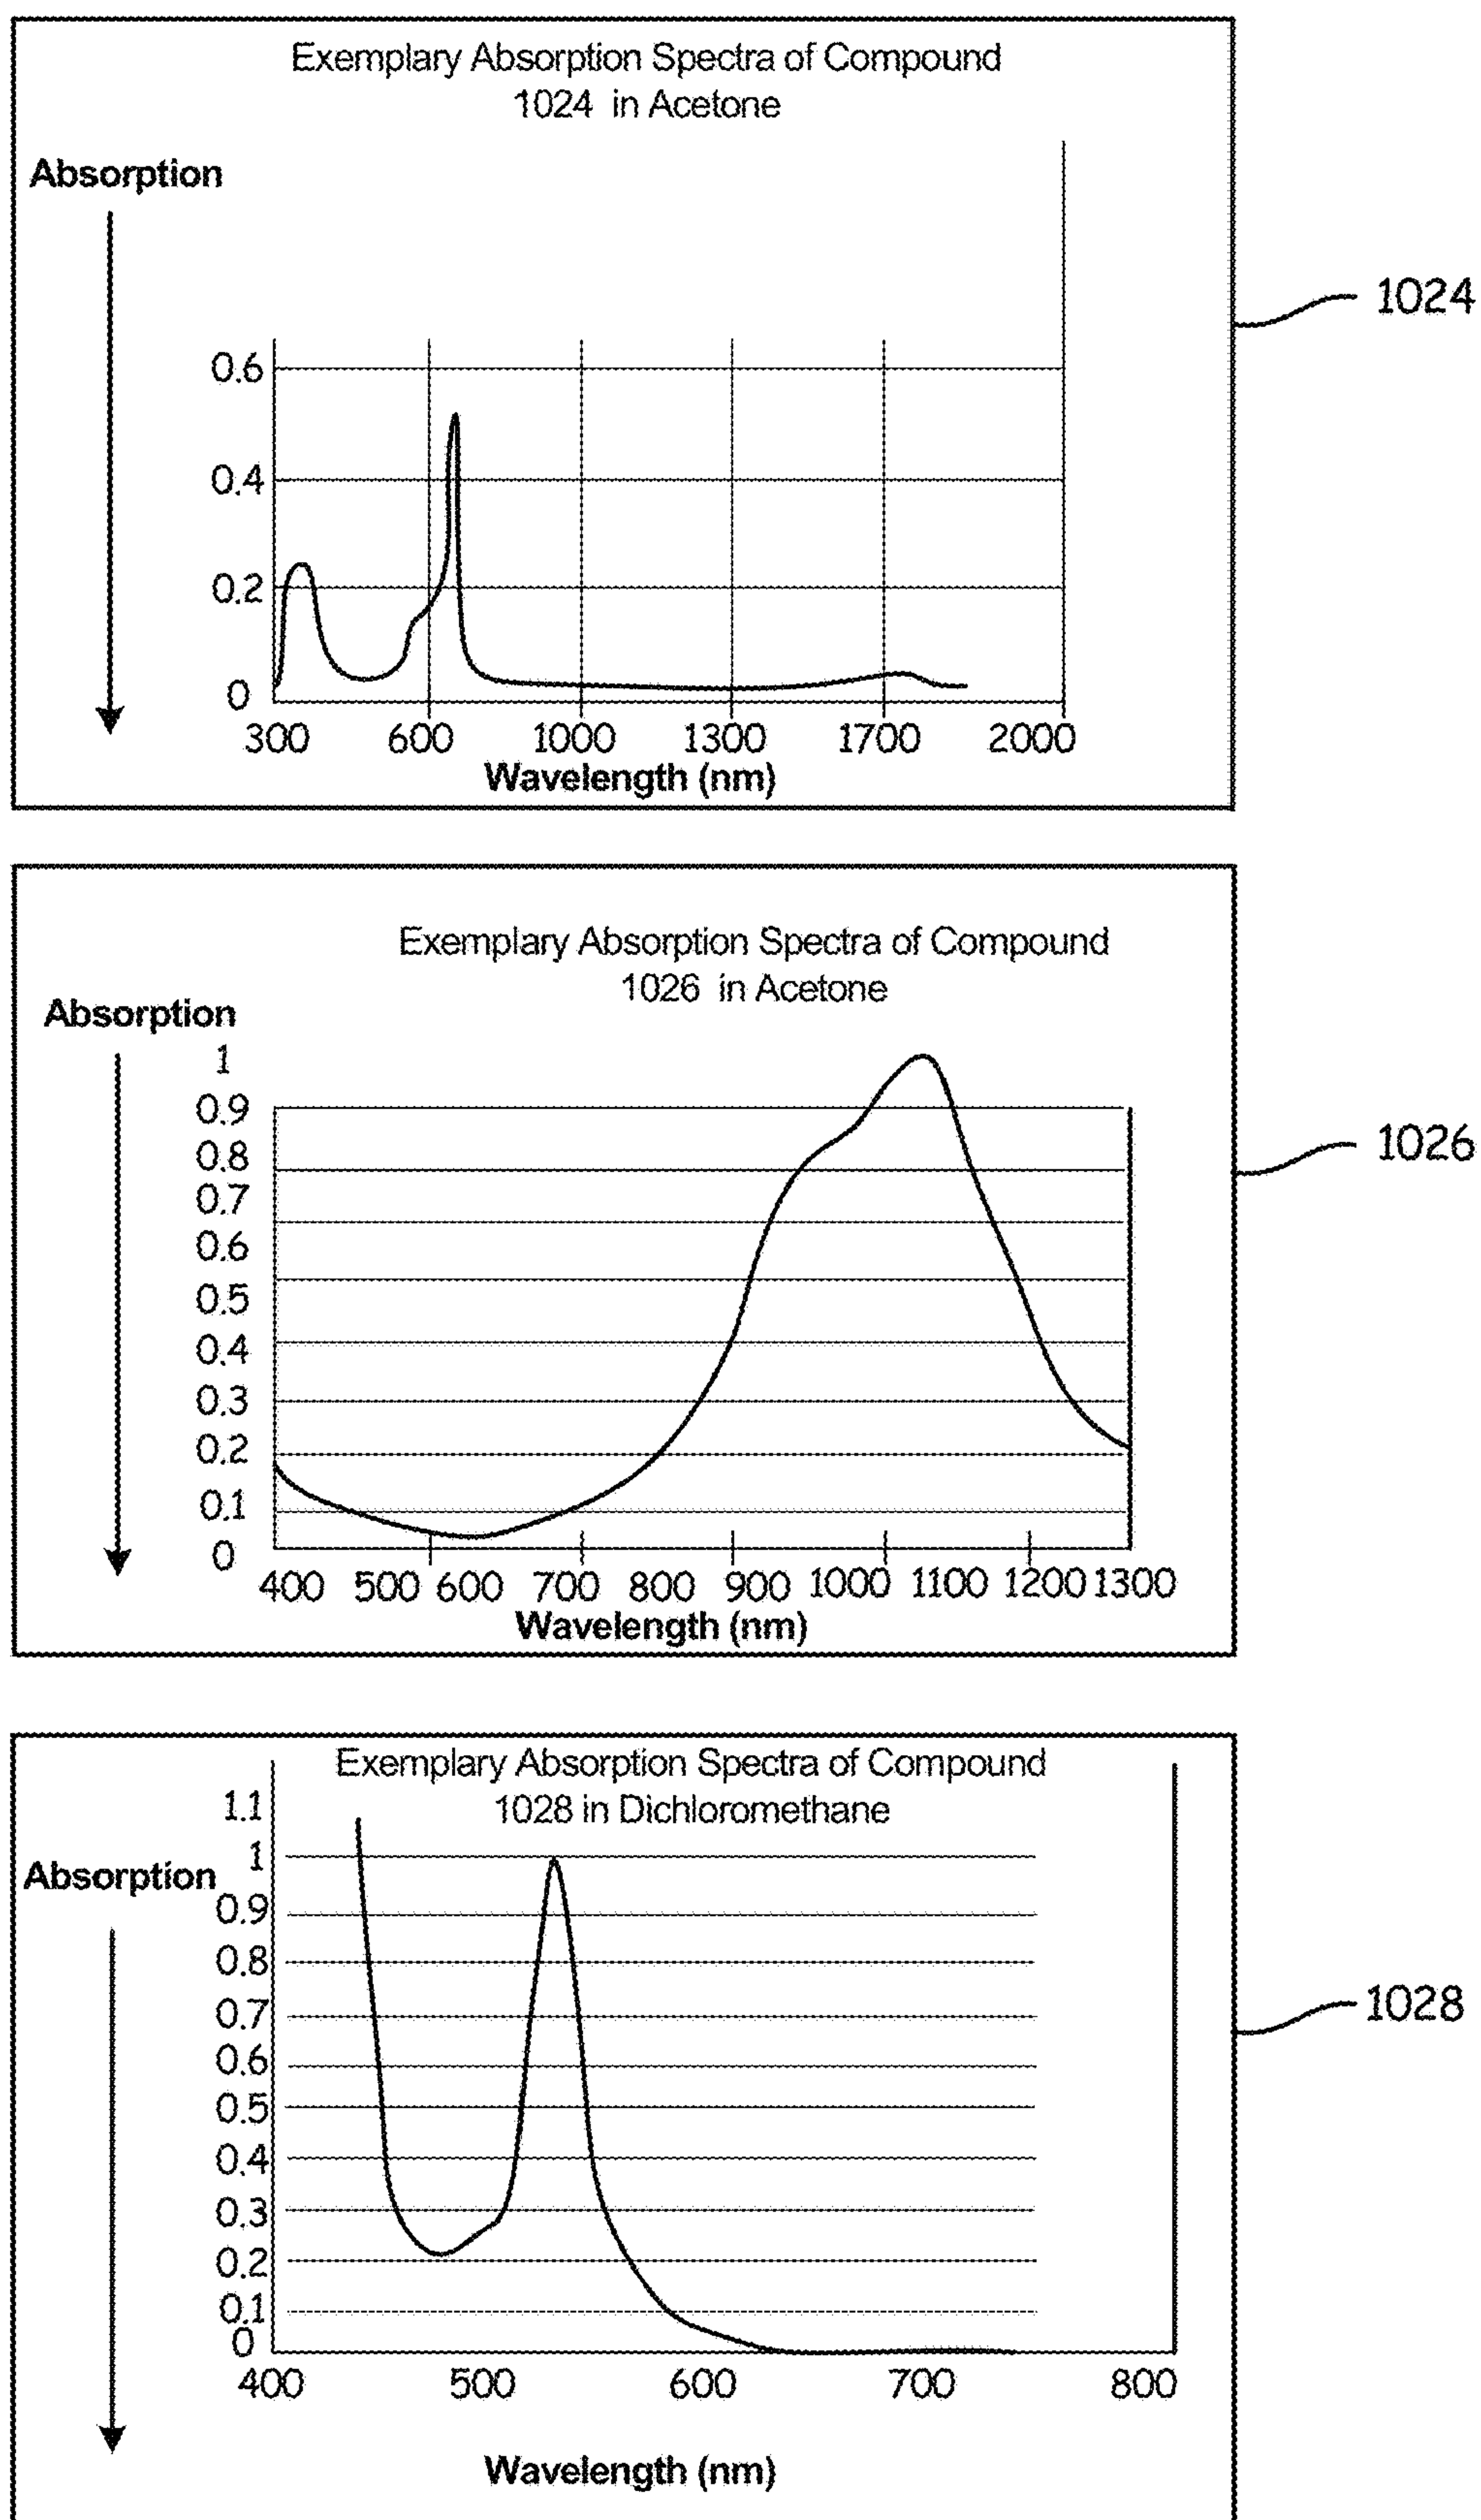 Exemplary Absorption Spectra of Compound
1024 in Acetone
Absorption
1024
0.6
0.4
0.2
0
300 600 1000 1300 1700 2000
Wavelength (nm)
Exemplary Absorption Spectra of Compound
1026 in Acetone
Absorption
1
0.9
1026
0.8
0.7
0.6
0.5
0.4
0.3
0.2
0.1
0
400 500 600 700 800 900 1000 1100 1200 1300
Wavelength (nm)
Exemplary Absorption Spectra of Compound
1028 in Dichloromethane
1.1
1
Absorption
0.9
0.8
0.7
1028
0.6
0.5
0.4
0.3
0.2
0.1
0
400 500 600 700 800
Wavelength (nm)